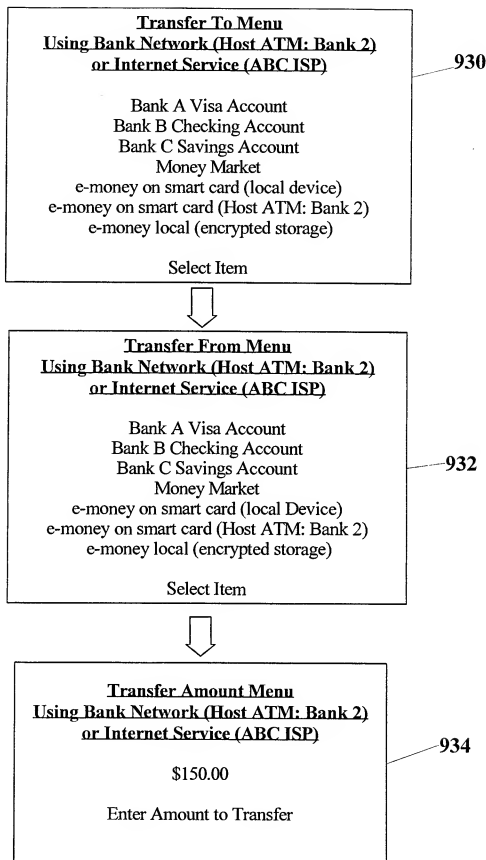 Transfer To Menu
Using Bank Network (Host ATM: Bank 2)
or Internet Service (ABC ISP)
930
Bank A Visa Account
Bank B Checking Account
Bank C Savings Account
Money Market
e-money on smart card (local device)
e-money on smart card (Host ATM: Bank 2)
e-money local (encrypted storage)
Select Item
Transfer From Menu
Using Bank Network (Host ATM: Bank 2)
or Internet Service (ABC ISP)
Bank A Visa Account
Bank B Checking Account
932
Bank C Savings Account
Money Market
e-money on smart card (local Device)
e-money on smart card (Host ATM: Bank 2)
e-money local (encrypted storage)
Select Item
Transfer Amount Menu
Using Bank Network (Host ATM: Bank 2)
or Internet Service (ABC ISP)
934
$150.00
Enter Amount to Transfer